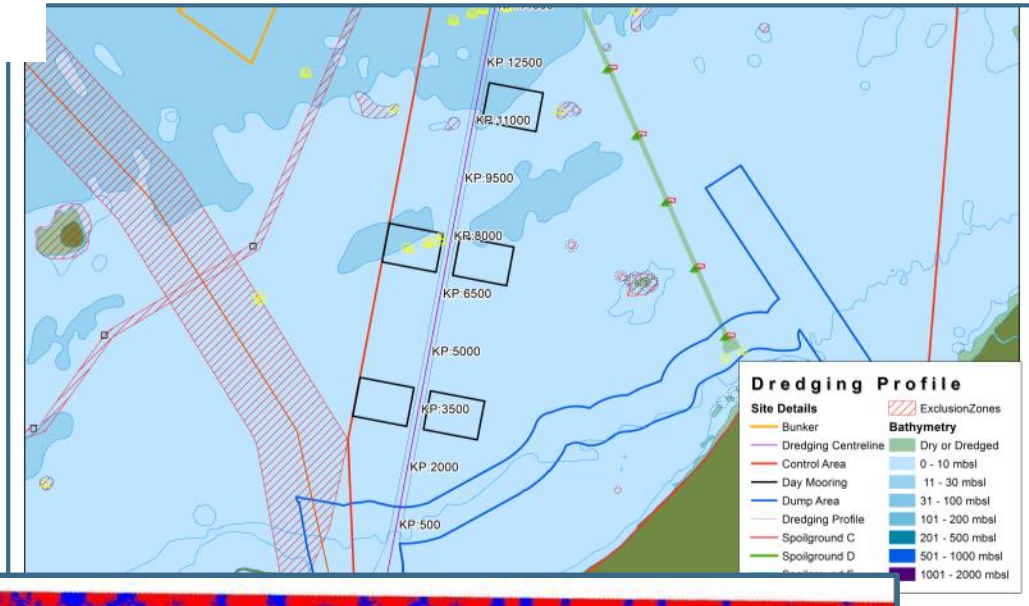 KP:12500
KP:11000
KP:9500
KP:8000
KP:6500
KP:5000
KP:3500
KP:2000
KP:500
Dredging Profile
Site Details
Bunker
Dredging Centreline
Control Area
Day Mooring
Dump Area
Dredging Profile
Spoilground C
Spoilground D
ExclusionZones
Bathymetry
Dry or Dredged
0 - 10 mbsl
11 - 30 mbsl
31 - 100 mbsl
101 - 200 mbsl
201 - 500 mbsl
501 - 1000 mbsl
1001 - 2000 mbsl